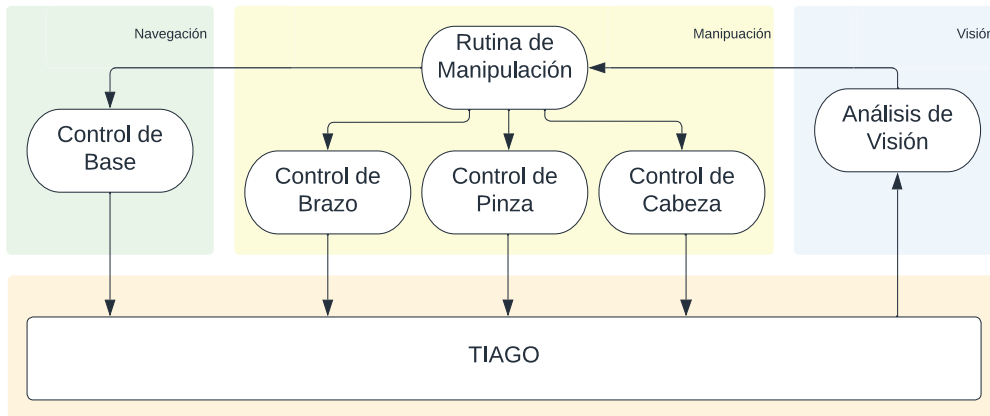 Navegación
Manipuación
Visión
Rutina de
Manipulación
Control de
Base
Análisis de
Visión
Control de
Brazo
Control de
Pinza
Control de
Cabeza
TIAGO